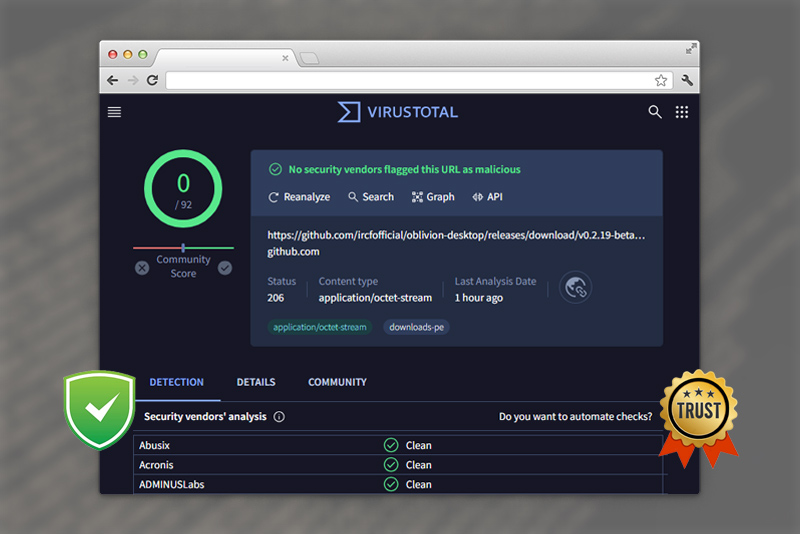 VIRUSTOTAL
0
/ 92
Community
Score
No security vendors flagged this URL as malicious
Reanalyze Search Graph API
https://github.com/ircfofficial/oblivion-desktop/releases/download/v0.2.19-beta...
github.com
Status Content type Last Analysis Date
206 application/octet-stream 1 hour ago
application/octet-stream downloads-pe
DETECTION DETAILS COMMUNITY
Security vendors' analysis Do you want to automate checks?
Abusix Clean
Acronis Clean
ADMINUSLabs Clean
TRUST